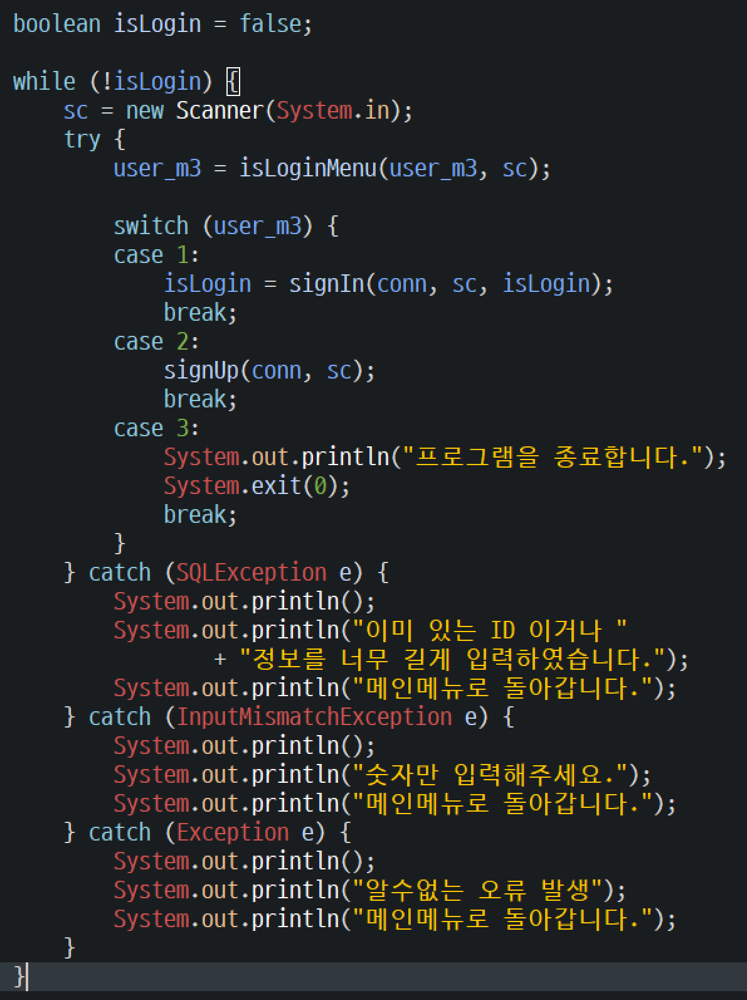 boolean isLogin = false;
while (!isLogin) {
sc = new Scanner(System.in);
try {
user_m3 = isLoginMenu(user_m3, sc);
switch (user_m3) {
case 1:
isLogin = signIn(conn, sc, isLogin);
break;
case 2:
signUp(conn, sc);
break;
case 3:
System.out.println("프로그램을 종료합니다.");
System.exit(0);
break;
}
} catch (SQLException e) {
System.out.println();
System.out.println("이미 있는 ID 이거나 "
+ "정보를 너무 길게 입력하였습니다.");
System.out.println("메인메뉴로 돌아갑니다.");
} catch (InputMismatchException e) {
System.out.println();
System.out.println("숫자만 입력해주세요.");
System.out.println("메인메뉴로 돌아갑니다.");
} catch (Exception e) {
System.out.println();
System.out.println("알수없는 오류 발생");
System.out.println("메인메뉴로 돌아갑니다.");
}
}